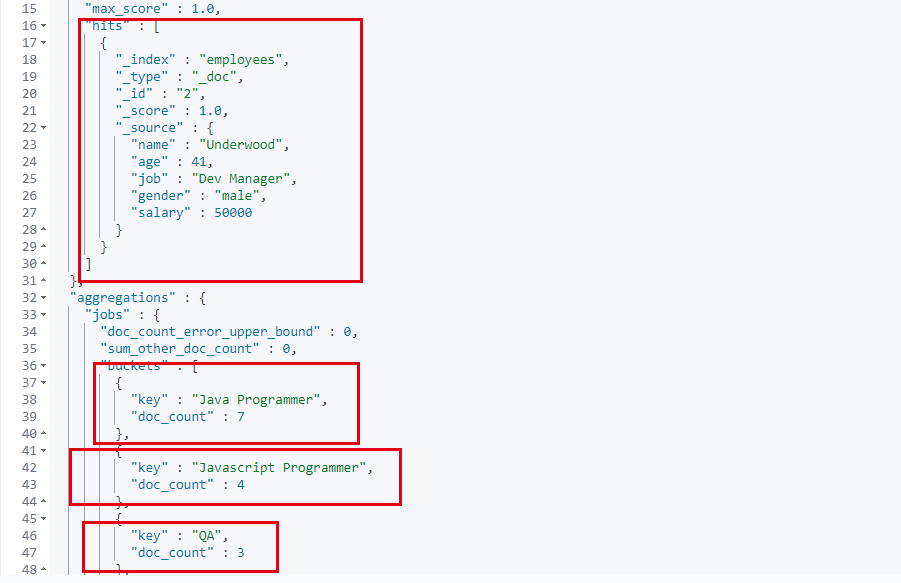 15 "max_score" : 1.0,
16 "hits" : [
17 {
18 "_index" : "employees",
19 "_type" : "_doc",
20 "_id" : "2",
21 "_score" : 1.0,
22 "_source" : {
23 "name" : "Underwood",
24 "age" : 41,
25 "job" : "Dev Manager",
26 "gender" : "male",
27 "salary" : 50000
28 }
29 }
30 ]
31 },
32 "aggregations" : {
33 "jobs" : {
34 "doc_count_error_upper_bound" : 0,
35 "sum_other_doc_count" : 0,
36 "buckets" : [
37 {
38 "key" : "Java Programmer",
39 "doc_count" : 7
40 },
41 {
42 "key" : "Javascript Programmer",
43 "doc_count" : 4
44 },
45 {
46 "key" : "QA",
47 "doc_count" : 3
48 },